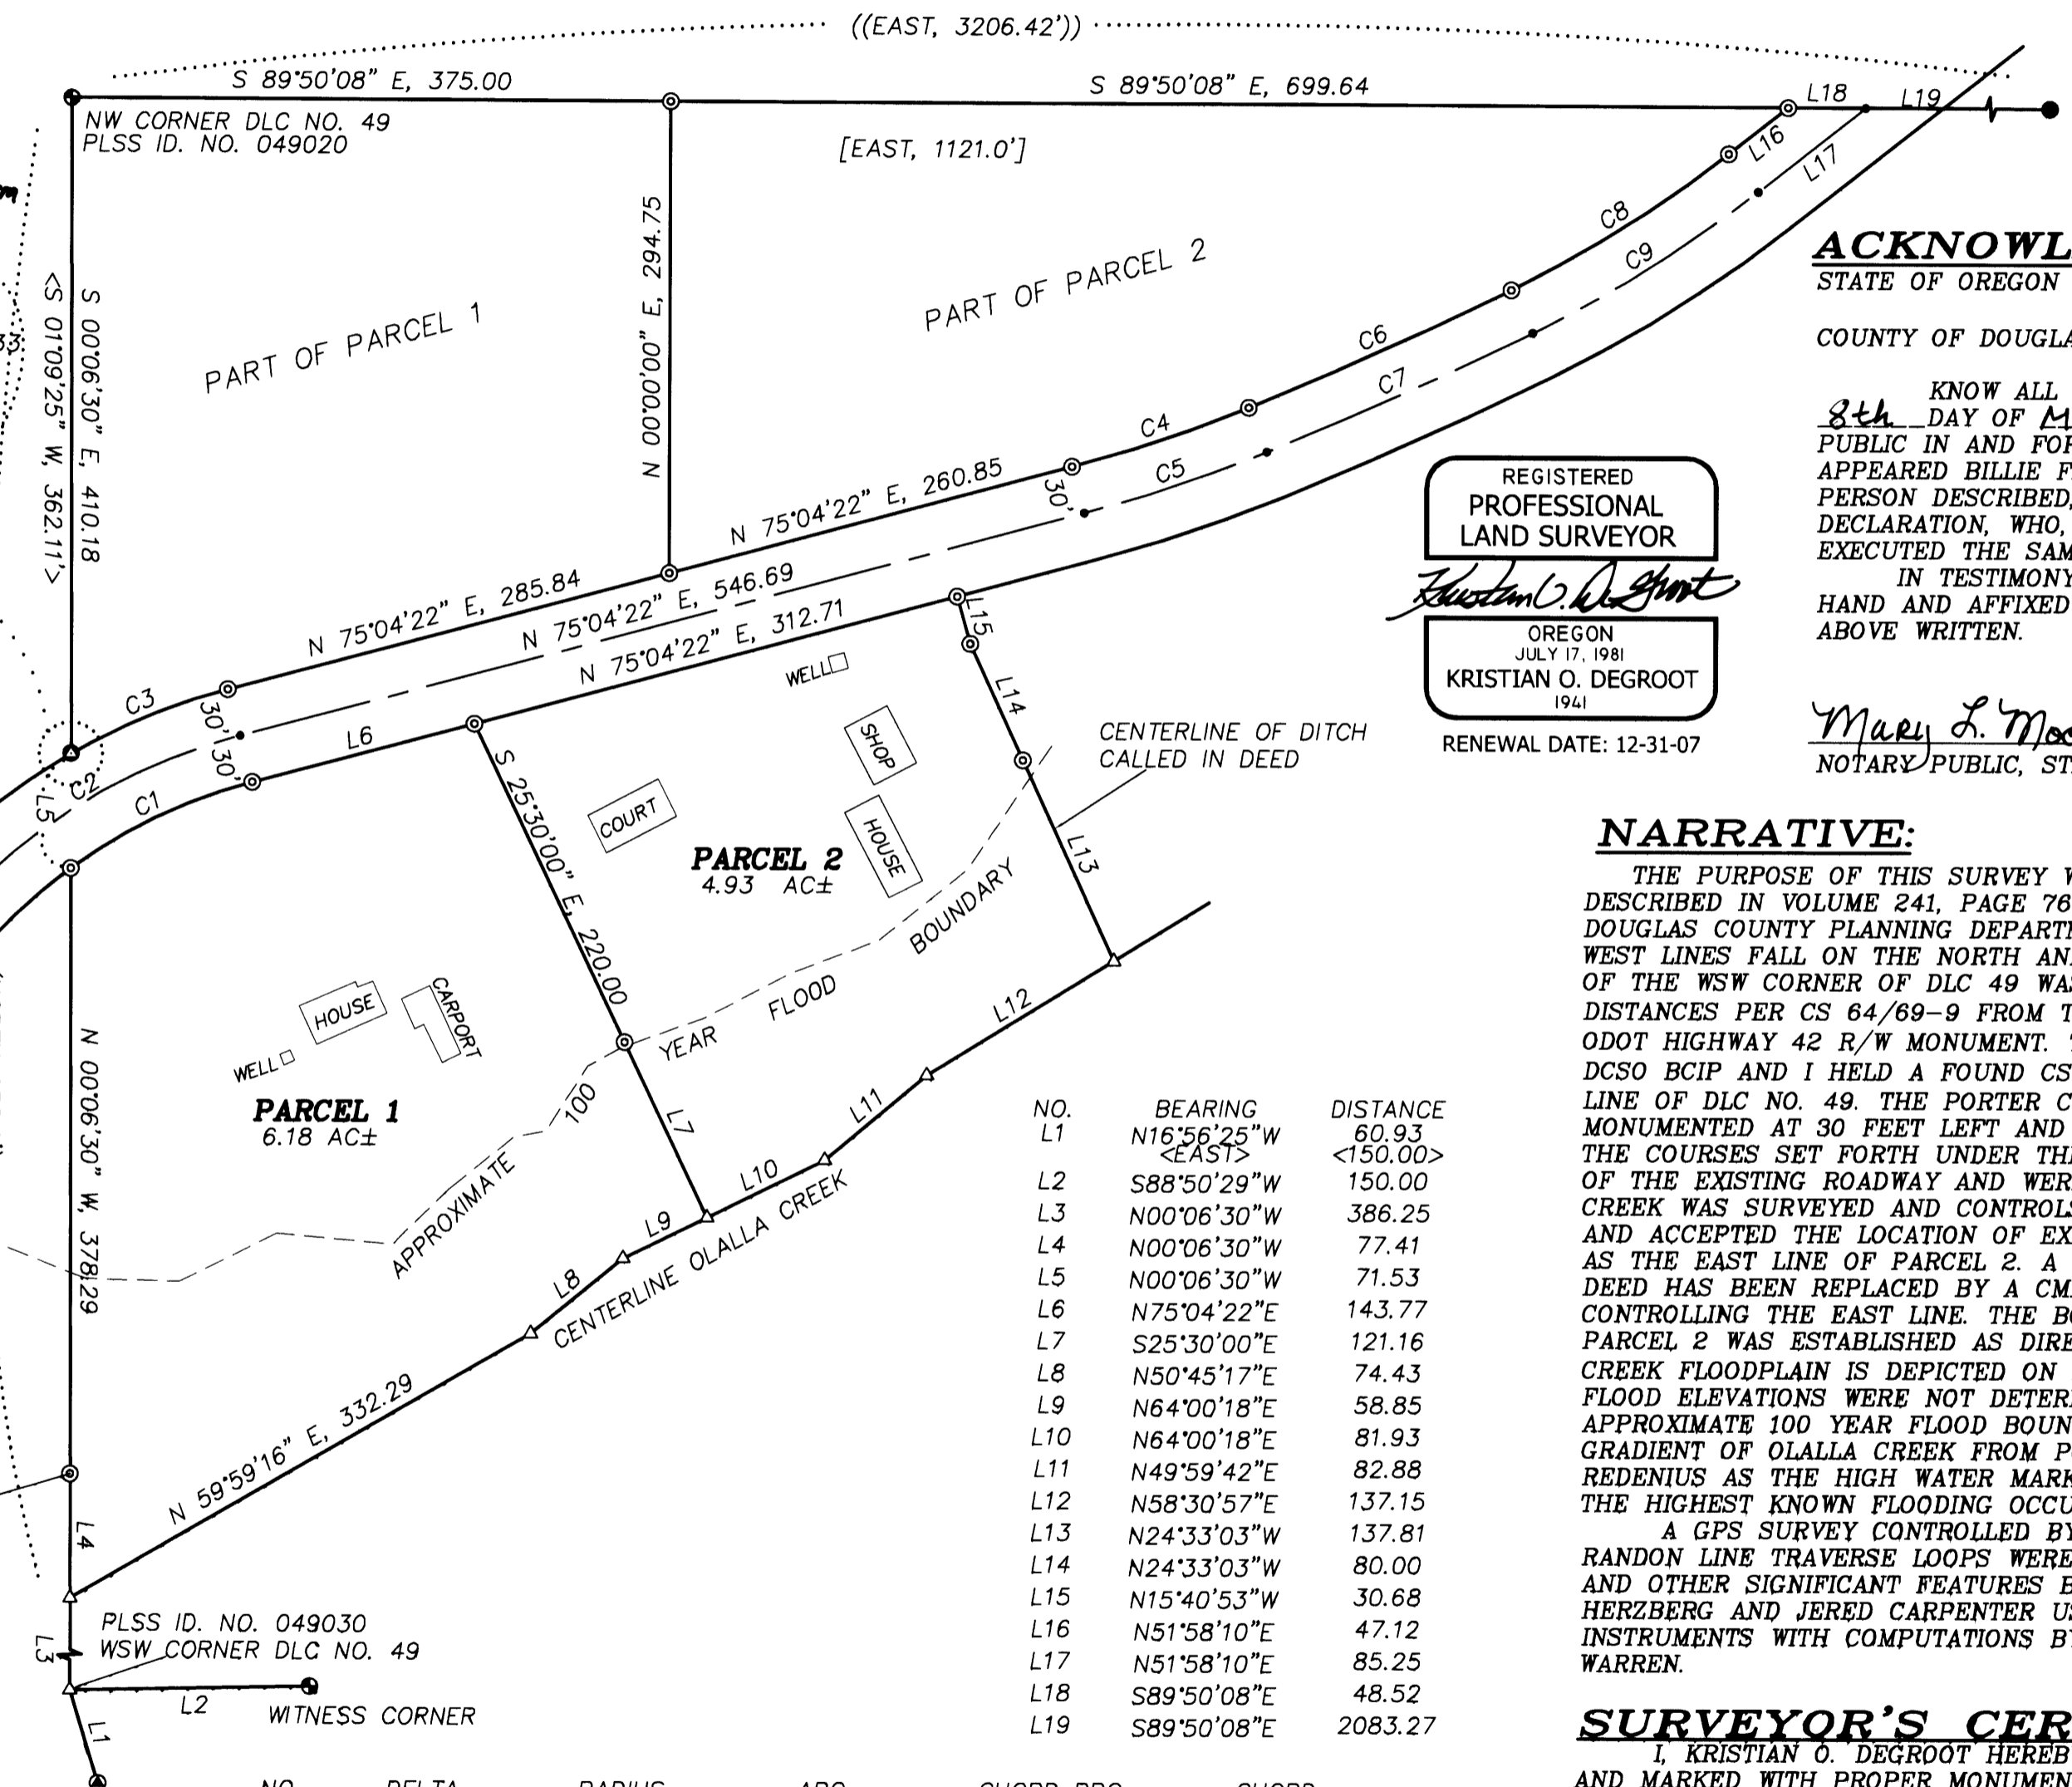 ((EAST, 3206.42'))
S 89°50'08" E, 375.00
S 89°50'08" E, 699.64
L18
L19
NW CORNER DLC NO. 49
PLSS ID. NO. 049020
[EAST, 1121.0']
L16
L17
S 00°06'30" E, 410.18
<S 01°09'25" W, 362.11'>
N 00°00'00" E, 294.75
PART OF PARCEL 1
PART OF PARCEL 2
C8
C9
C6
C7
C4
C5
30'
N 75°04'22" E, 260.85
N 75°04'22" E, 285.84
N 75°04'22" E, 546.69
N 75°04'22" E, 312.71
C3
30'
30'
L6
C2
C1
L5
L15
L14
L13
WELL
SHOP
HOUSE
COURT
CENTERLINE OF DITCH
CALLED IN DEED
S 25°30'00" E, 220.00
PARCEL 2
4.93 AC±
APPROXIMATE 100 YEAR FLOOD BOUNDARY
HOUSE
CARPORT
WELL
PARCEL 1
6.18 AC±
L7
L12
L11
L10
L9
L8
CENTERLINE OLALLA CREEK
N 00°06'30" W, 378.29
N 59°59'16" E, 332.29
L4
L3
PLSS ID. NO. 049030
WSW CORNER DLC NO. 49
L2
WITNESS CORNER
L1
REGISTERED
PROFESSIONAL
LAND SURVEYOR
Kristian O. DeGroot
OREGON
JULY 17, 1981
KRISTIAN O. DEGROOT
1941
RENEWAL DATE: 12-31-07
NO. BEARING DISTANCE
L1 N16°56'25"W 60.93
<EAST> <150.00>
L2 S88°50'29"W 150.00
L3 N00°06'30"W 386.25
L4 N00°06'30"W 77.41
L5 N00°06'30"W 71.53
L6 N75°04'22"E 143.77
L7 S25°30'00"E 121.16
L8 N50°45'17"E 74.43
L9 N64°00'18"E 58.85
L10 N64°00'18"E 81.93
L11 N49°59'42"E 82.88
L12 N58°30'57"E 137.15
L13 N24°33'03"W 137.81
L14 N24°33'03"W 80.00
L15 N15°40'53"W 30.68
L16 N51°58'10"E 47.12
L17 N51°58'10"E 85.25
L18 S89°50'08"E 48.52
L19 S89°50'08"E 2083.27
NO. DELTA RADIUS ARC CHORD BRG CHORD
ACKNOWL
STATE OF OREGON
COUNTY OF DOUGLA
KNOW ALL
8th DAY OF M
PUBLIC IN AND FOR
APPEARED BILLIE F
PERSON DESCRIBED,
DECLARATION, WHO,
EXECUTED THE SAM
IN TESTIMONY
HAND AND AFFIXED
ABOVE WRITTEN.
Mary L. Moo
NOTARY PUBLIC, ST
NARRATIVE:
THE PURPOSE OF THIS SURVEY W
DESCRIBED IN VOLUME 241, PAGE 76
DOUGLAS COUNTY PLANNING DEPART
WEST LINES FALL ON THE NORTH AN
OF THE WSW CORNER OF DLC 49 WAS
DISTANCES PER CS 64/69-9 FROM T
ODOT HIGHWAY 42 R/W MONUMENT.
DCSO BCIP AND I HELD A FOUND CS
LINE OF DLC NO. 49. THE PORTER C
MONUMENTED AT 30 FEET LEFT AND
THE COURSES SET FORTH UNDER THE
OF THE EXISTING ROADWAY AND WER
CREEK WAS SURVEYED AND CONTROLS
AND ACCEPTED THE LOCATION OF EX
AS THE EAST LINE OF PARCEL 2. A
DEED HAS BEEN REPLACED BY A CM
CONTROLLING THE EAST LINE. THE BO
PARCEL 2 WAS ESTABLISHED AS DIRE
CREEK FLOODPLAIN IS DEPICTED ON
FLOOD ELEVATIONS WERE NOT DETER
APPROXIMATE 100 YEAR FLOOD BOUN
GRADIENT OF OLALLA CREEK FROM P
REDENIUS AS THE HIGH WATER MARK
THE HIGHEST KNOWN FLOODING OCCU
A GPS SURVEY CONTROLLED BY
RANDON LINE TRAVERSE LOOPS WERE
AND OTHER SIGNIFICANT FEATURES B
HERZBERG AND JERED CARPENTER US
INSTRUMENTS WITH COMPUTATIONS BY
WARREN.
SURVEYOR'S CER
I, KRISTIAN O. DEGROOT HEREB
AND MARKED WITH PROPER MONUMEN